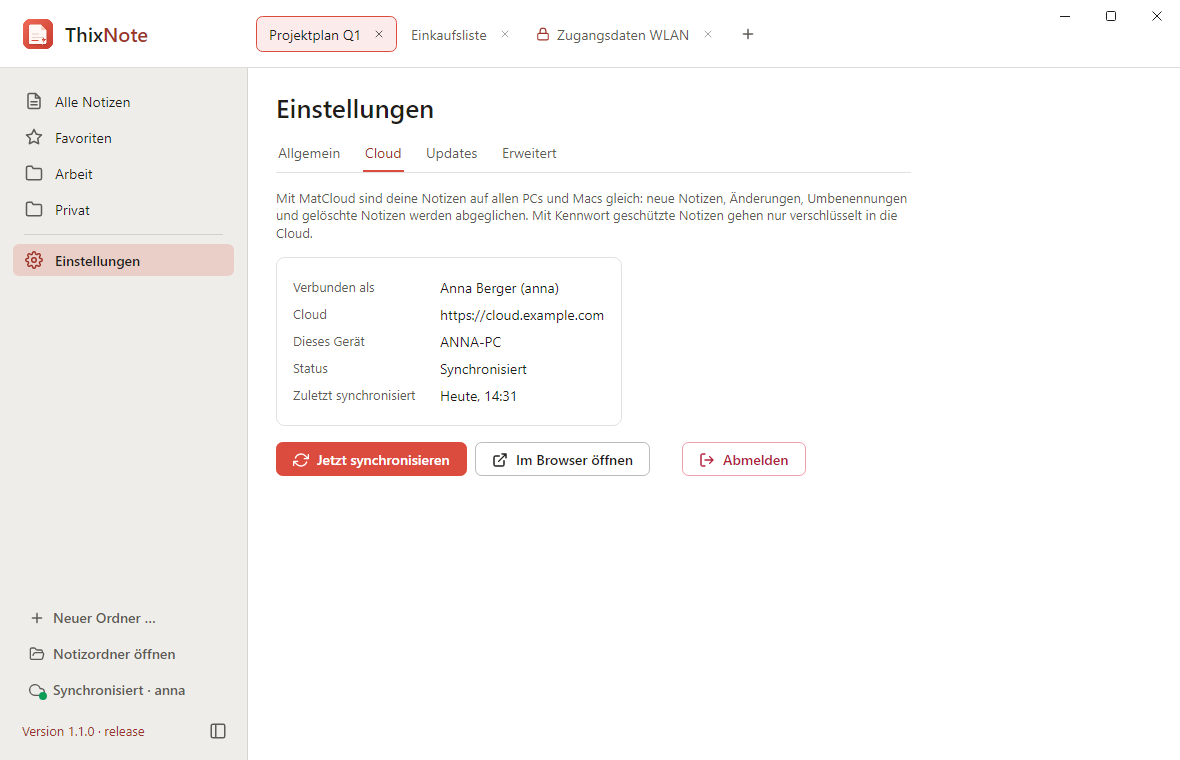 ThixNote
Projektplan Q1
Einkaufsliste
Zugangsdaten WLAN
Alle Notizen
Favoriten
Arbeit
Privat
Einstellungen
Einstellungen
Allgemein Cloud Updates Erweitert
Mit MatCloud sind deine Notizen auf allen PCs und Macs gleich: neue Notizen, Änderungen, Umbenennungen
und gelöschte Notizen werden abgeglichen. Mit Kennwort geschützte Notizen gehen nur verschlüsselt in die
Cloud.
Verbunden als Anna Berger (anna)
Cloud https://cloud.example.com
Dieses Gerät ANNA-PC
Status Synchronisiert
Zuletzt synchronisiert Heute, 14:31
Jetzt synchronisieren
Im Browser öffnen
Abmelden
Neuer Ordner ...
Notizordner öffnen
Synchronisiert · anna
Version 1.1.0 · release